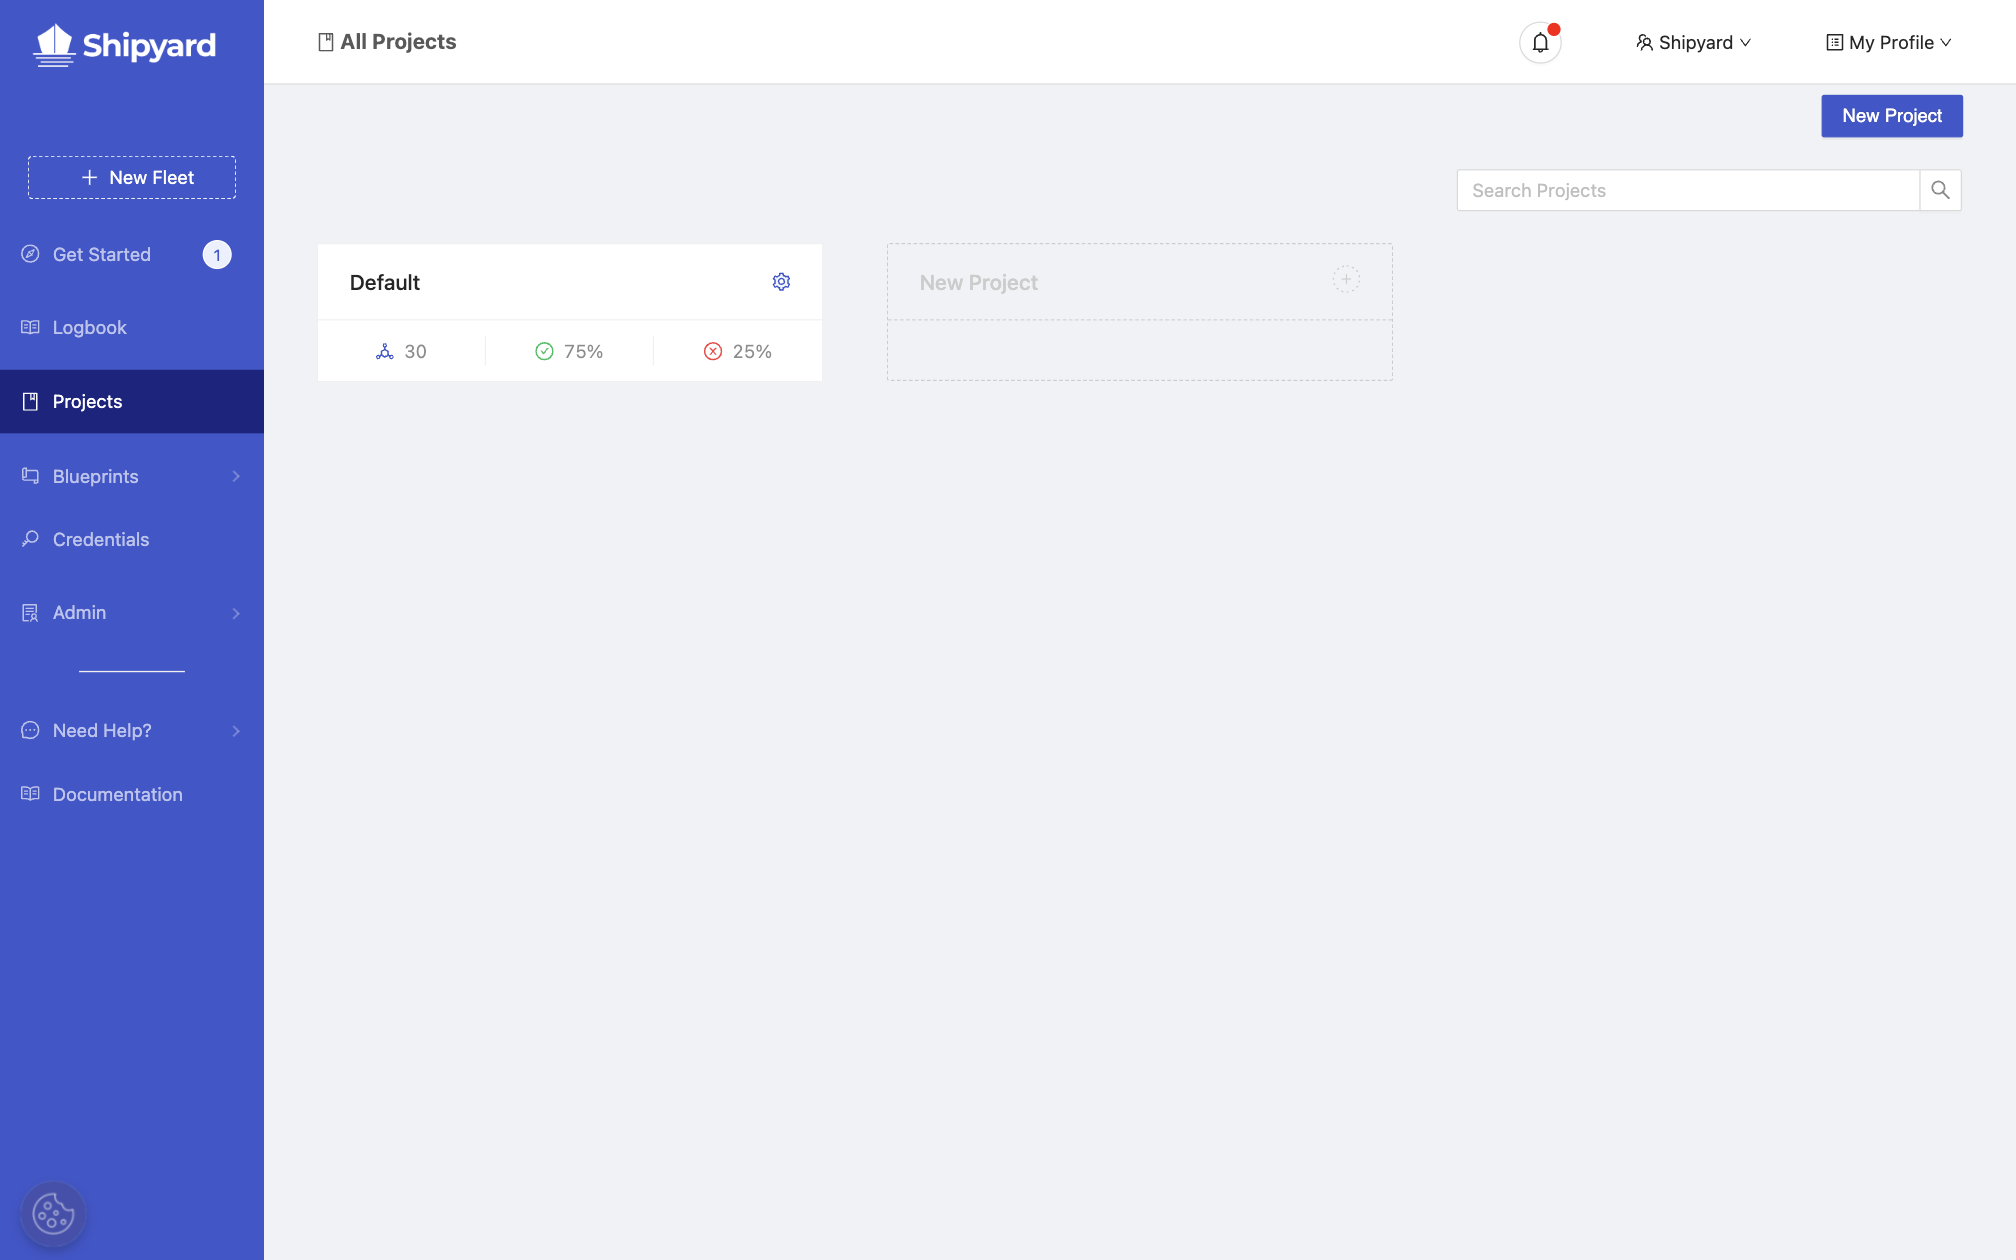 Shipyard
All Projects
Shipyard
My Profile
New Project
New Fleet
Search Projects
Get Started
1
Default
New Project
Logbook
30
75%
25%
Projects
Blueprints
Credentials
Admin
Need Help?
Documentation